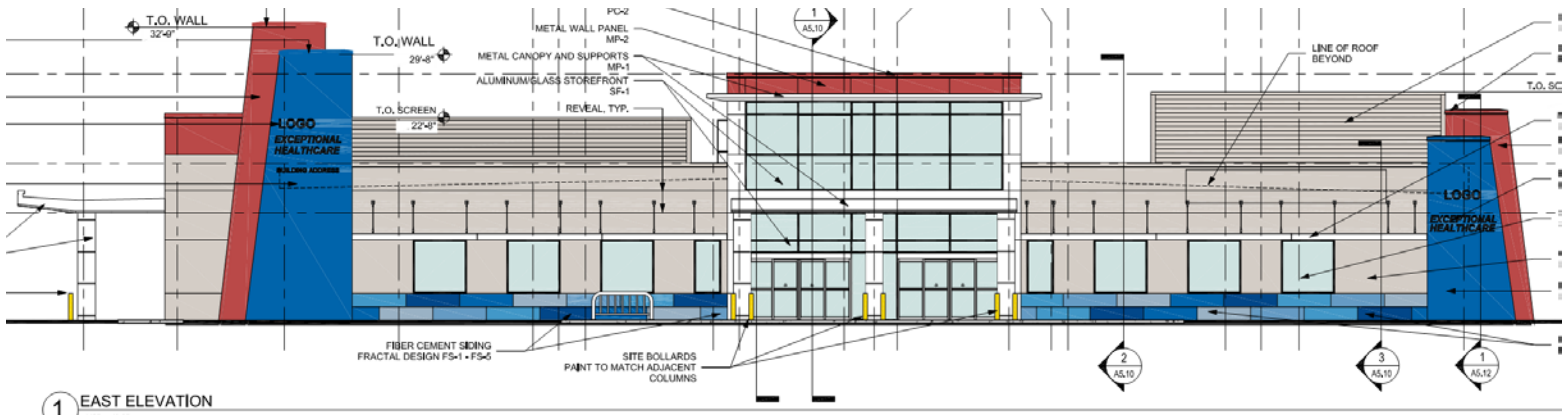 T.O. WALL
32'-9"
T.O. WALL
29'-8"
T.O. SCREEN
22'-8"
PC-2
METAL WALL PANEL
MP-2
METAL CANOPY AND SUPPORTS
MP-1
ALUMINUM/GLASS STOREFRONT
SF-1
REVEAL, TYP.
1
A5.10
LINE OF ROOF
BEYOND
T.O. SC
LOGO
EXCEPTIONAL
HEALTHCARE
BUILDING ADDRESS
LOGO
EXCEPTIONAL
HEALTHCARE
FIBER CEMENT SIDING
FRACTAL DESIGN FS-1 - FS-5
SITE BOLLARDS
PAINT TO MATCH ADJACENT
COLUMNS
2
A5.10
3
A5.10
1
A5.12
1
EAST ELEVATION